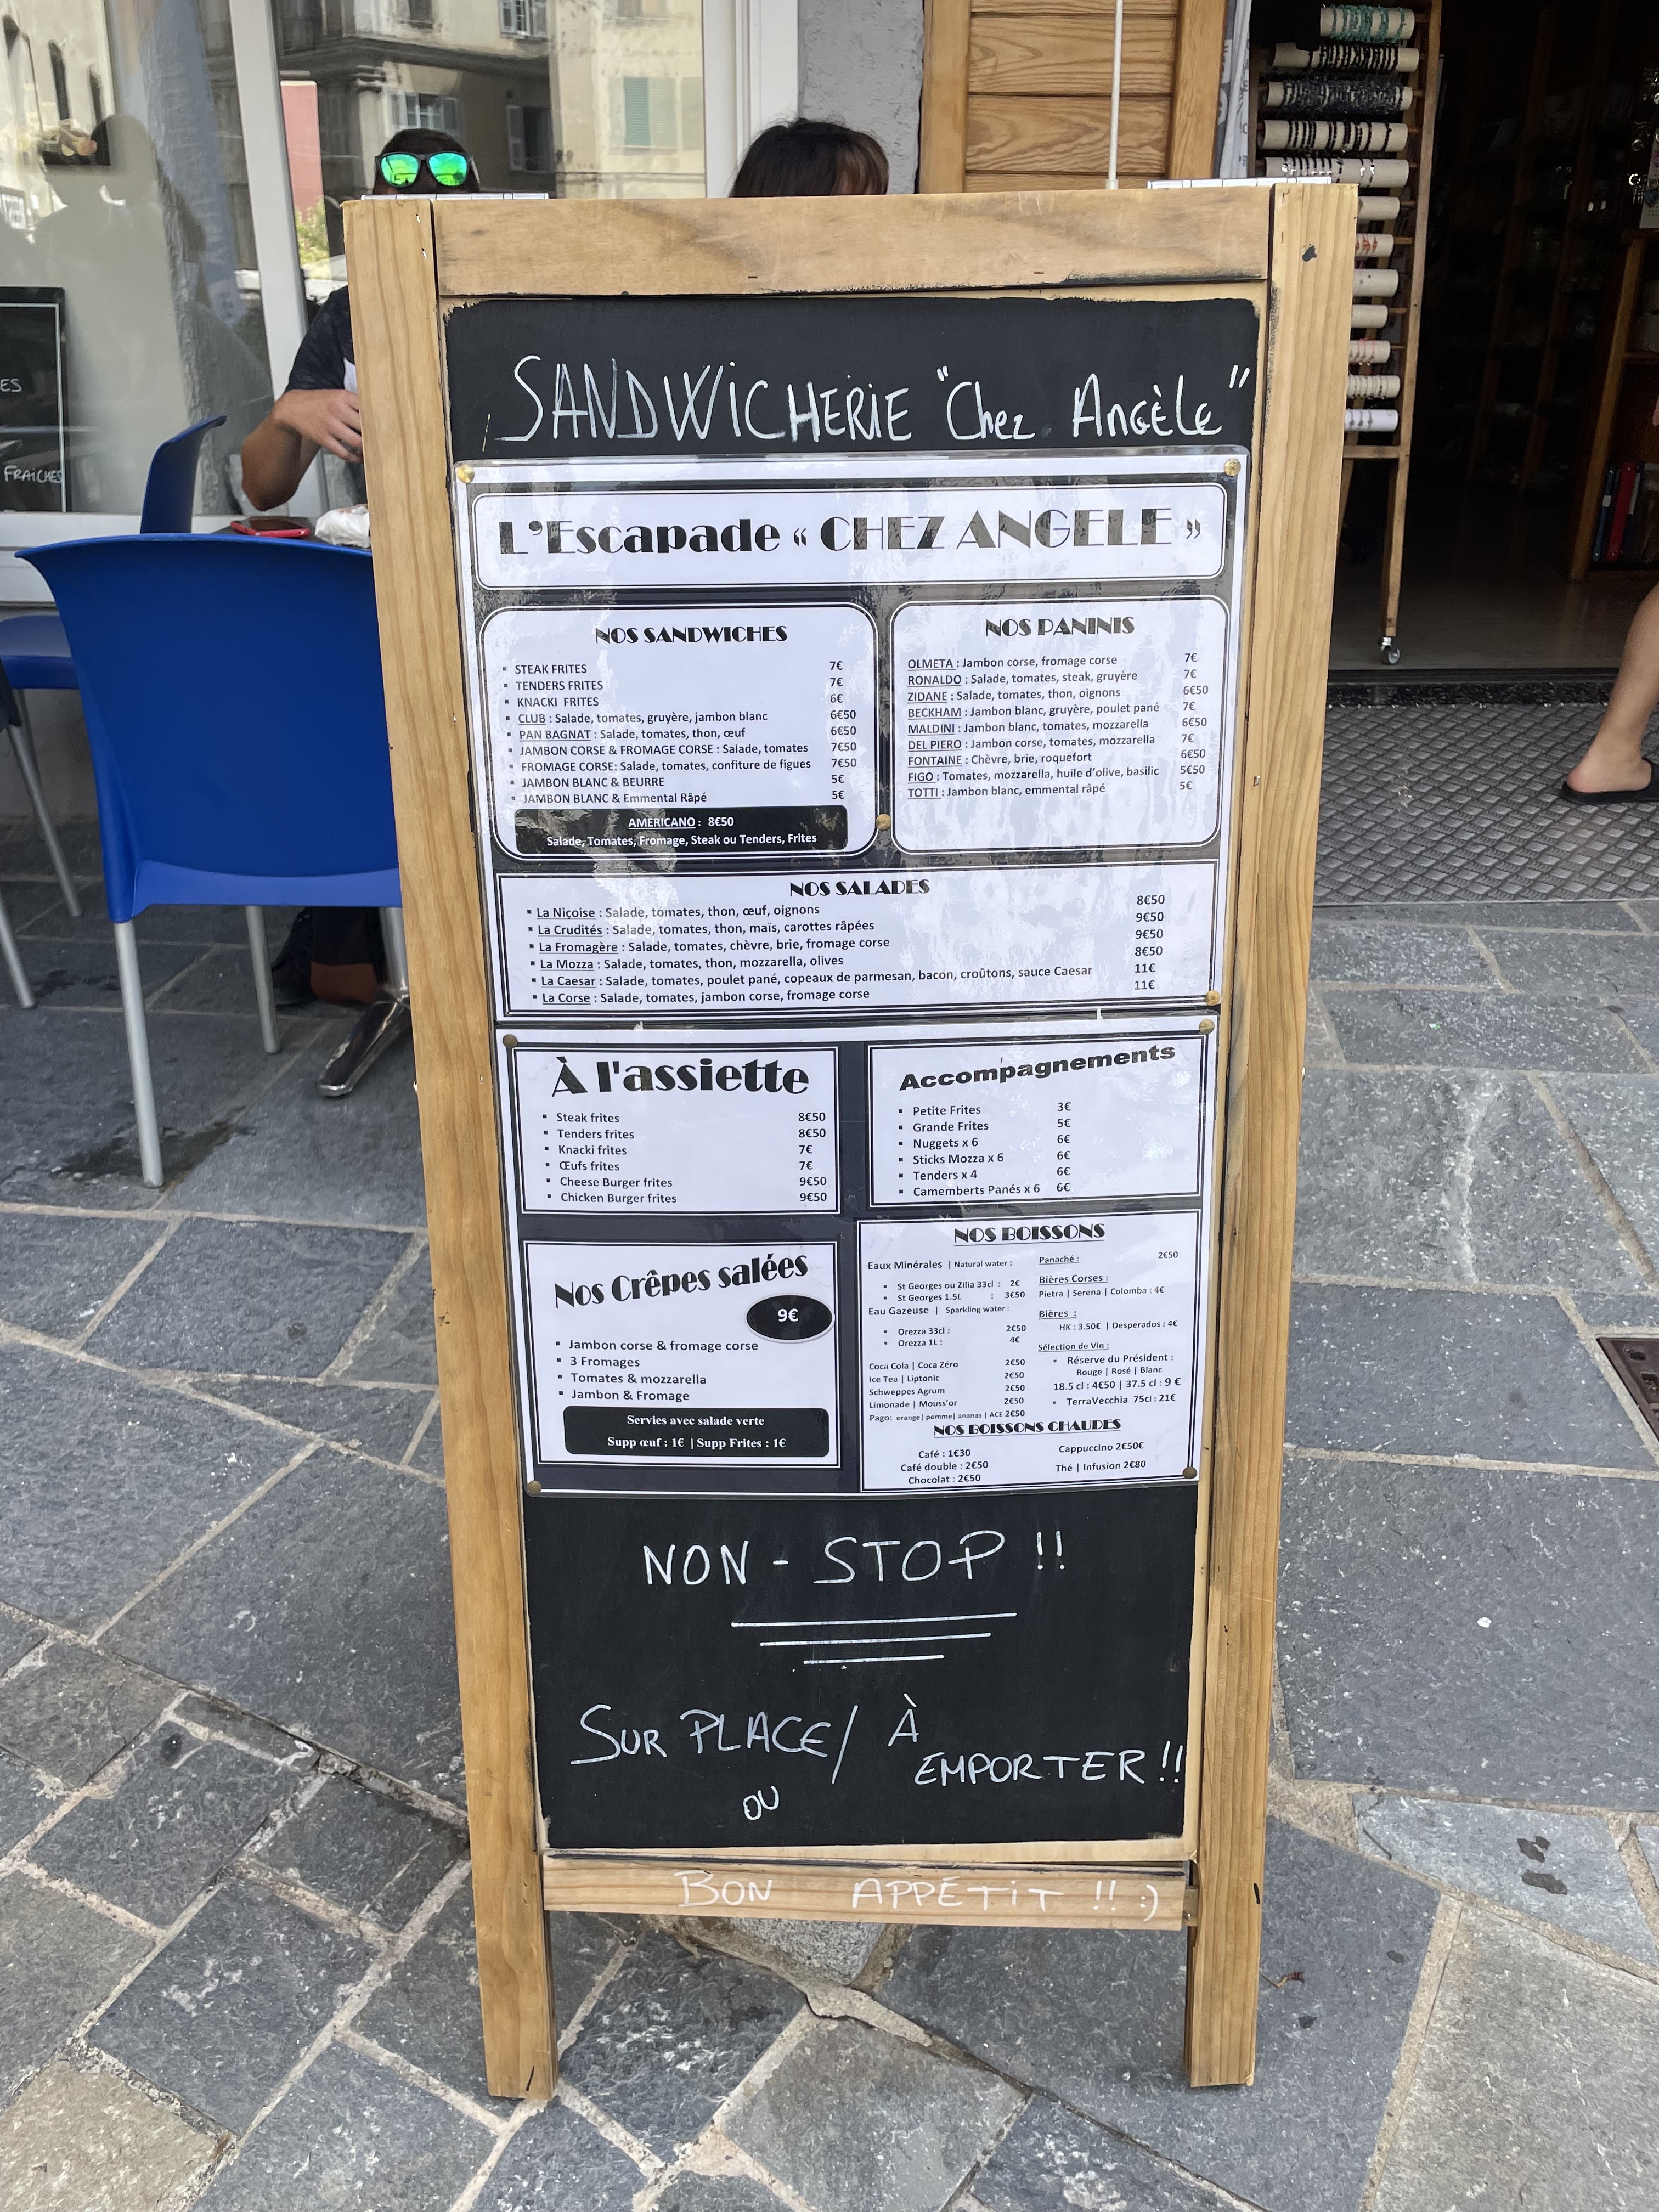 ES
FRAÎCHES
SANDWICHERIE "Chez Angèle"
L'Escapade « CHEZ ANGELE »
NOS SANDWICHES
▪ STEAK FRITES 7€
▪ TENDERS FRITES 7€
▪ KNACKI FRITES 6€
▪ CLUB : Salade, tomates, gruyère, jambon blanc 6€50
▪ PAN BAGNAT : Salade, tomates, thon, œuf 6€50
▪ JAMBON CORSE & FROMAGE CORSE : Salade, tomates 7€50
▪ FROMAGE CORSE: Salade, tomates, confiture de figues 7€50
▪ JAMBON BLANC & BEURRE 5€
▪ JAMBON BLANC & Emmental Râpé 5€
AMERICANO : 8€50
Salade, Tomates, Fromage, Steak ou Tenders, Frites
NOS PANINIS
OLMETA : Jambon corse, fromage corse 7€
RONALDO : Salade, tomates, steak, gruyère 7€
ZIDANE : Salade, tomates, thon, oignons 6€50
BECKHAM : Jambon blanc, gruyère, poulet pané 7€
MALDINI : Jambon blanc, tomates, mozzarella 6€50
DEL PIERO : Jambon corse, tomates, mozzarella 7€
FONTAINE : Chèvre, brie, roquefort 6€50
FIGO : Tomates, mozzarella, huile d'olive, basilic 5€50
TOTTI : Jambon blanc, emmental râpé 5€
NOS SALADES
▪ La Niçoise : Salade, tomates, thon, œuf, oignons 8€50
▪ La Crudités : Salade, tomates, thon, maïs, carottes râpées 9€50
▪ La Fromagère : Salade, tomates, chèvre, brie, fromage corse 9€50
▪ La Mozza : Salade, tomates, thon, mozzarella, olives 8€50
▪ La Caesar : Salade, tomates, poulet pané, copeaux de parmesan, bacon, croûtons, sauce Caesar 11€
▪ La Corse : Salade, tomates, jambon corse, fromage corse 11€
À l'assiette
▪ Steak frites 8€50
▪ Tenders frites 8€50
▪ Knacki frites 7€
▪ Œufs frites 7€
▪ Cheese Burger frites 9€50
▪ Chicken Burger frites 9€50
Accompagnements
▪ Petite Frites 3€
▪ Grande Frites 5€
▪ Nuggets x 6 6€
▪ Sticks Mozza x 6 6€
▪ Tenders x 4 6€
▪ Camemberts Panés x 6 6€
Nos Crêpes salées
9€
▪ Jambon corse & fromage corse
▪ 3 Fromages
▪ Tomates & mozzarella
▪ Jambon & Fromage
Servies avec salade verte
Supp œuf : 1€ | Supp Frites : 1€
NOS BOISSONS
Eaux Minérales | Natural water :
▪ St Georges ou Zilia 33cl : 2€
▪ St Georges 1.5L : 3€50
Eau Gazeuse | Sparkling water :
▪ Orezza 33cl : 2€50
▪ Orezza 1L : 4€
Coca Cola | Coca Zéro 2€50
Ice Tea | Liptonic 2€50
Schweppes Agrum 2€50
Limonade | Mouss'or 2€50
Pago: orange| pomme| ananas | ACE 2€50
Panaché : 2€50
Bières Corses :
Pietra | Serena | Colomba : 4€
Bières :
HK : 3.50€ | Desperados : 4€
Sélection de Vin :
▪ Réserve du Président :
Rouge | Rosé | Blanc
18.5 cl : 4€50 | 37.5 cl : 9 €
▪ TerraVecchia 75cl : 21€
NOS BOISSONS CHAUDES
Café : 1€30
Café double : 2€50
Chocolat : 2€50
Cappuccino 2€50€
Thé | Infusion 2€80
NON - STOP !!
SUR PLACE / À EMPORTER !!
OU
BON APPÉTIT !! :)